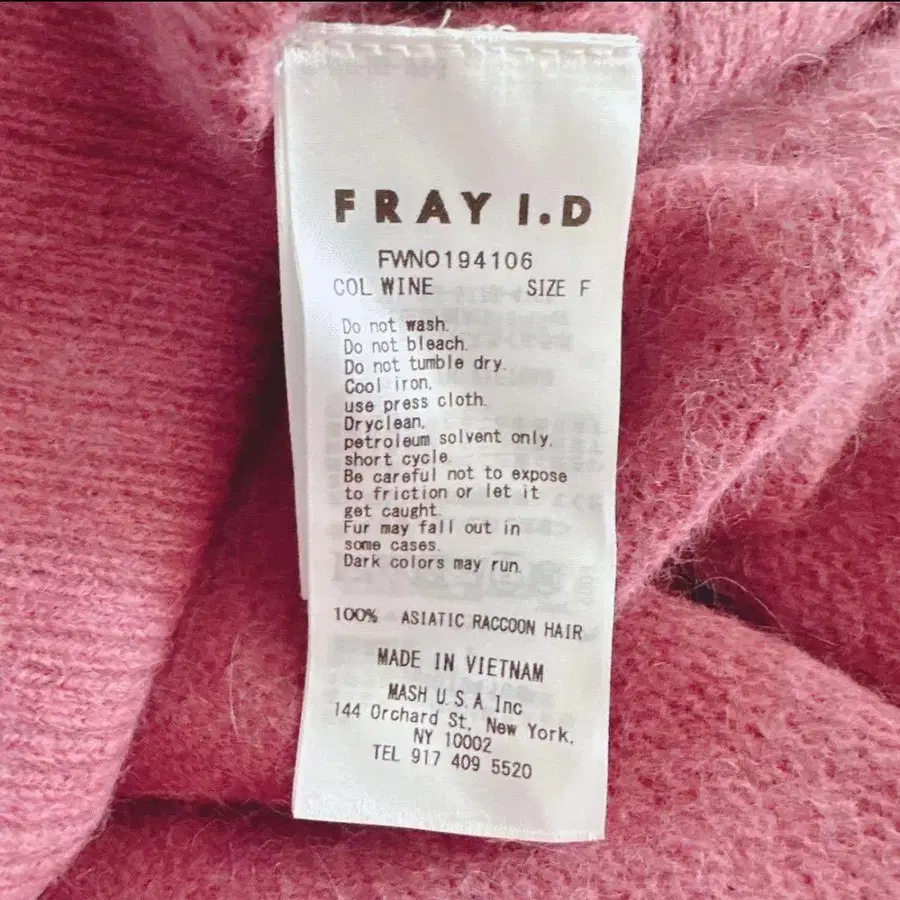 FRAY I.D
FWNO194106
COL WINE SIZE F
Do not wash.
Do not bleach.
Do not tumble dry.
Cool iron,
use press cloth.
Dryclean,
petroleum solvent only,
short cycle.
Be careful not to expose
to friction or let it
get caught.
Fur may fall out in
some cases.
Dark colors may run.
100% ASIATIC RACCOON HAIR
MADE IN VIETNAM
MASH U.S.A Inc
144 Orchard St, New York,
NY 10002
TEL 917 409 5520